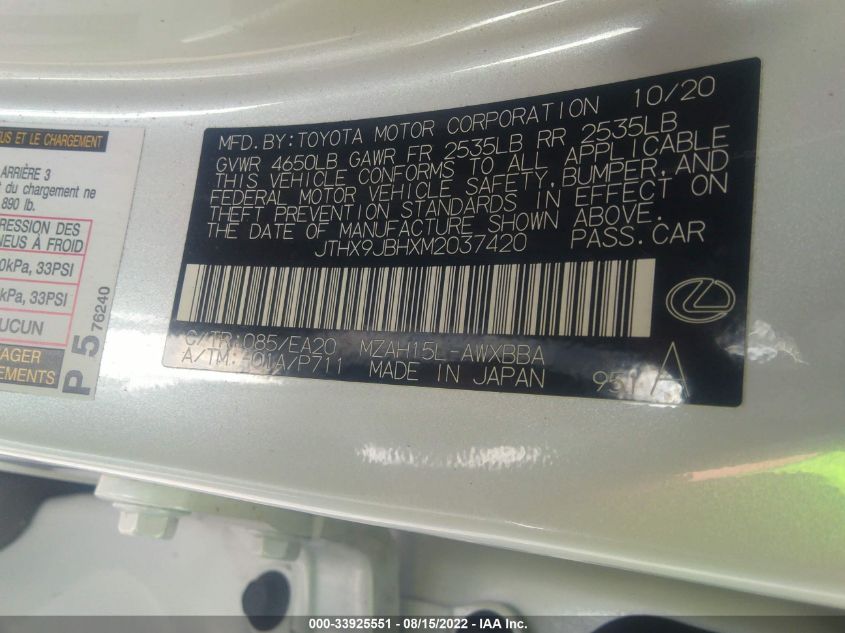 US ET LE CHARGEMENT
ARRIÈRE 3
t du chargement ne
890 lb.
RESSION DES
NEUS À FROID
0kPa, 33PSI
kPa, 33PSI
UCUN
AGER
EMENTS
P 5 76240
MFD.BY:TOYOTA MOTOR CORPORATION 10/20
GVWR 4650LB GAWR FR 2535LB RR 2535LB
THIS VEHICLE CONFORMS TO ALL APPLICABLE
FEDERAL MOTOR VEHICLE SAFETY,BUMPER,AND
THEFT PREVENTION STANDARDS IN EFFECT ON
THE DATE OF MANUFACTURE SHOWN ABOVE.
JTHX9JBHXM2037420 PASS.CAR
C/TR:085/EA20 MZAH15L-AWXBBA
A/TM:-01A/P711 MADE IN JAPAN A
000 - 33925551 - 08/15/2022 - IAA Inc.